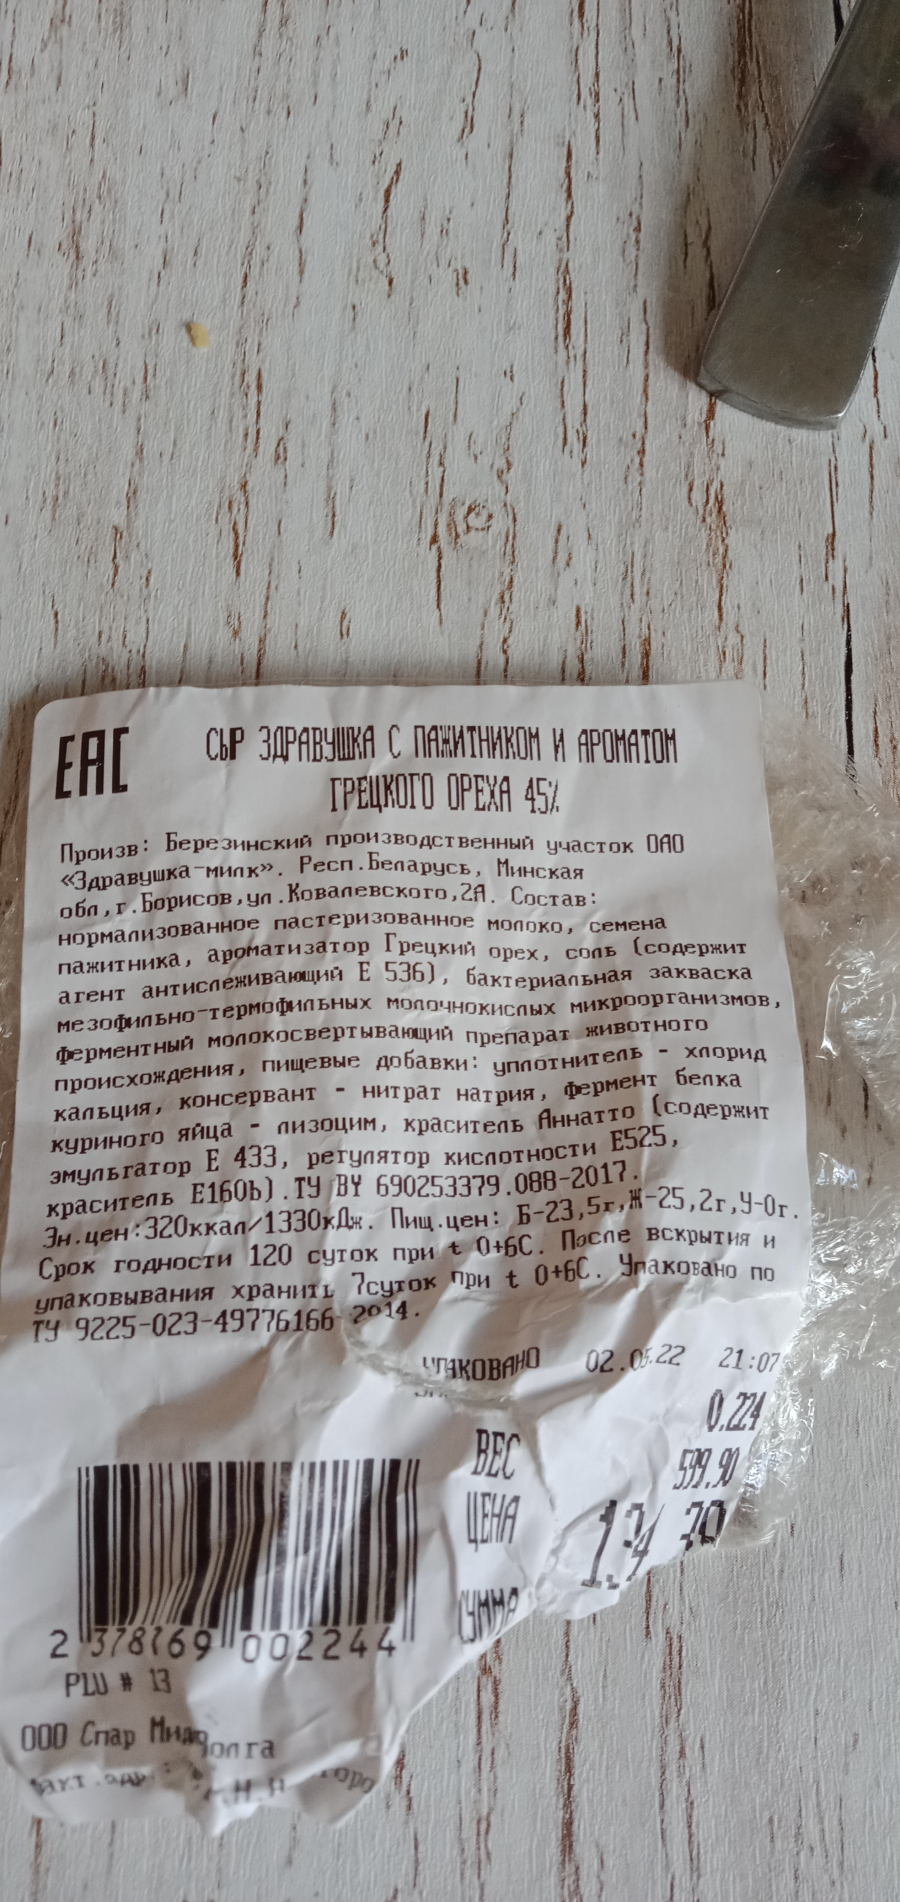 ЕАС
СЫР ЗДРАВУШКА С ПАЖИТНИКОМ И АРОМАТОМ
ГРЕЦКОГО ОРЕХА 45%
Произв: Березинский производственный участок ОАО
«Здравушка-милк». Респ.Беларусь, Минская
обл,г.Борисов,ул.Ковалевского,2А. Состав:
нормализованное пастеризованное молоко, семена
пажитника, ароматизатор Грецкий орех, соль (содержит
агент антислеживающий Е 536), бактериальная закваска
мезофильно-термофильных молочнокислых микроорганизмов,
ферментный молокосвертывающий препарат животного
происхождения, пищевые добавки: уплотнитель - хлорид
кальция, консервант - нитрат натрия, фермент белка
куриного яйца - лизоцим, краситель Аннатто (содержит
эмульгатор Е 433, регулятор кислотности Е525,
краситель Е160b).ТУ BY 690253379.088-2017.
Эн.цен:320ккал/1330кДж. Пищ.цен: Б-23,5г,Ж-25,2г,У-0г.
Срок годности 120 суток при t 0+6С. После вскрытия и
упаковывания хранить 7суток при t 0+6С. Упаковано по
ТУ 9225-023-49776166-2014.
УПАКОВАНО 21:07
ВЕС 0.224
ЦЕНА 599.90
СУММА
2 378169 002244
PLU # 13
ООО Спар